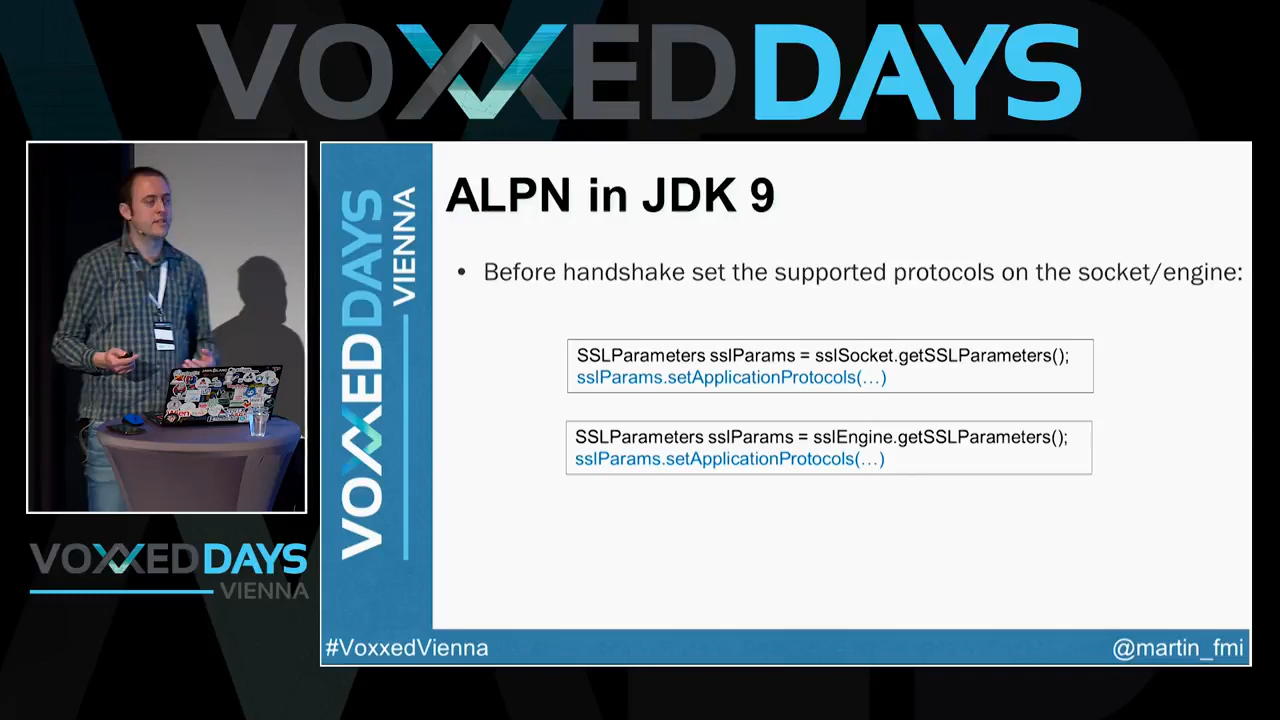 VOXXED DAYS
VOXXED DAYS
VIENNA
VOXXED DAYS
VIENNA
ALPN in JDK 9
• Before handshake set the supported protocols on the socket/engine:
SSLParameters sslParams = sslSocket.getSSLParameters();
sslParams.setApplicationProtocols(…)
SSLParameters sslParams = sslEngine.getSSLParameters();
sslParams.setApplicationProtocols(…)
#VoxxedVienna
@martin_fmi